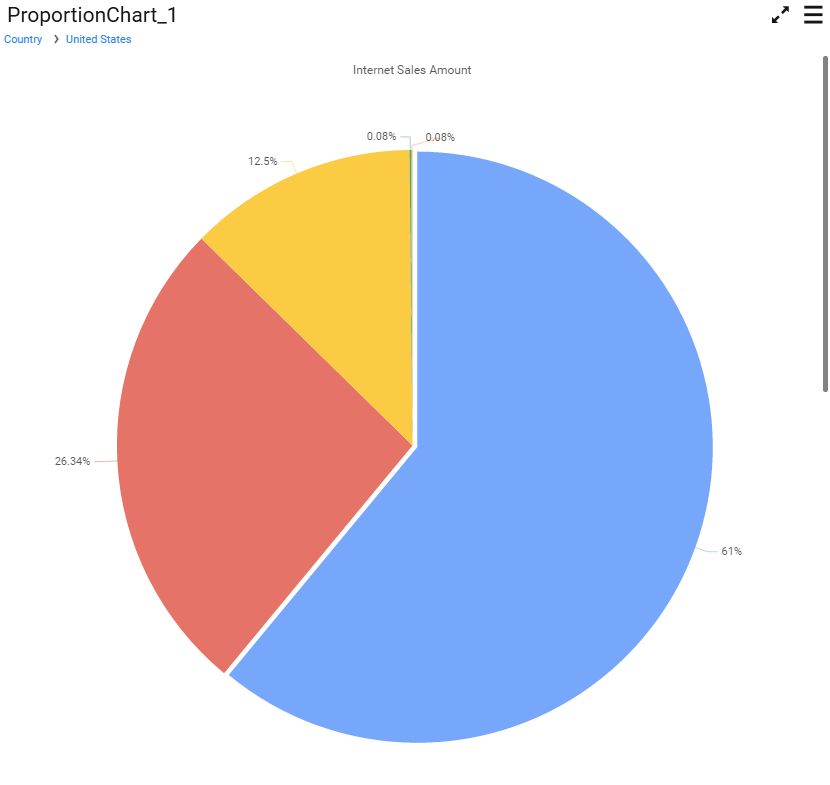 ProportionChart_1
Country > United States
Internet Sales Amount
0.08% 0.08%
12.5%
26.34%
61%